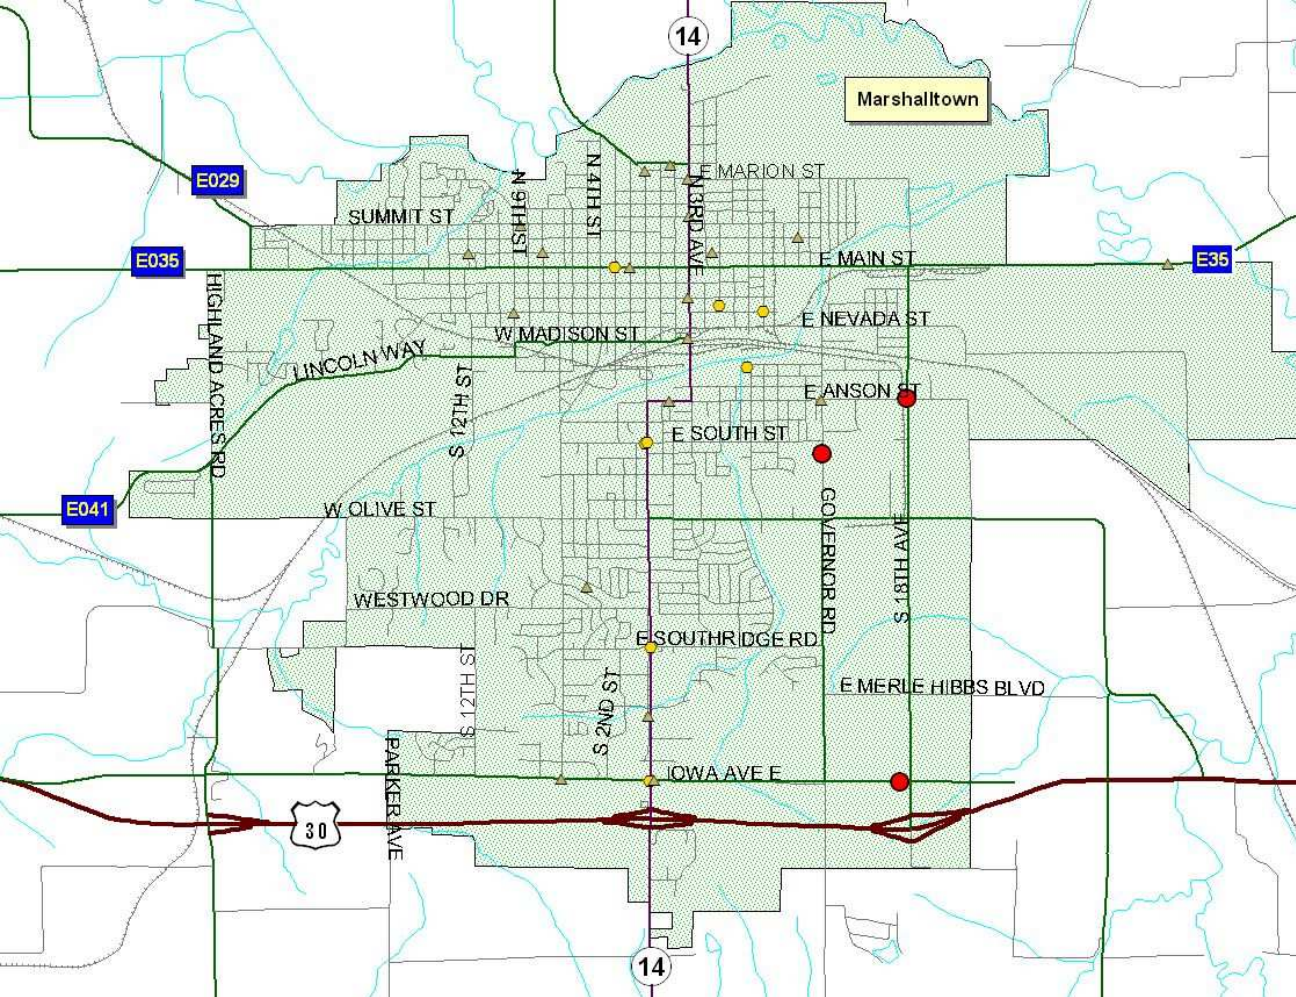 14
Marshalltown
E MARION ST
E029
N 9TH ST
N 4TH ST
N 3RD AVE
SUMMIT ST
E035
E MAIN ST
E35
HIGHLAND ACRES RD
E NEVADA ST
W MADISON ST
LINCOLN WAY
E ANSON ST
S 12TH ST
E SOUTH ST
E041
W OLIVE ST
GOVERNOR RD
S 18TH AVE
WESTWOOD DR
E SOUTHRIDGE RD
S 12TH ST
S 2ND ST
E MERLE HIBBS BLVD
PARKER AVE
IOWA AVE E
30
14